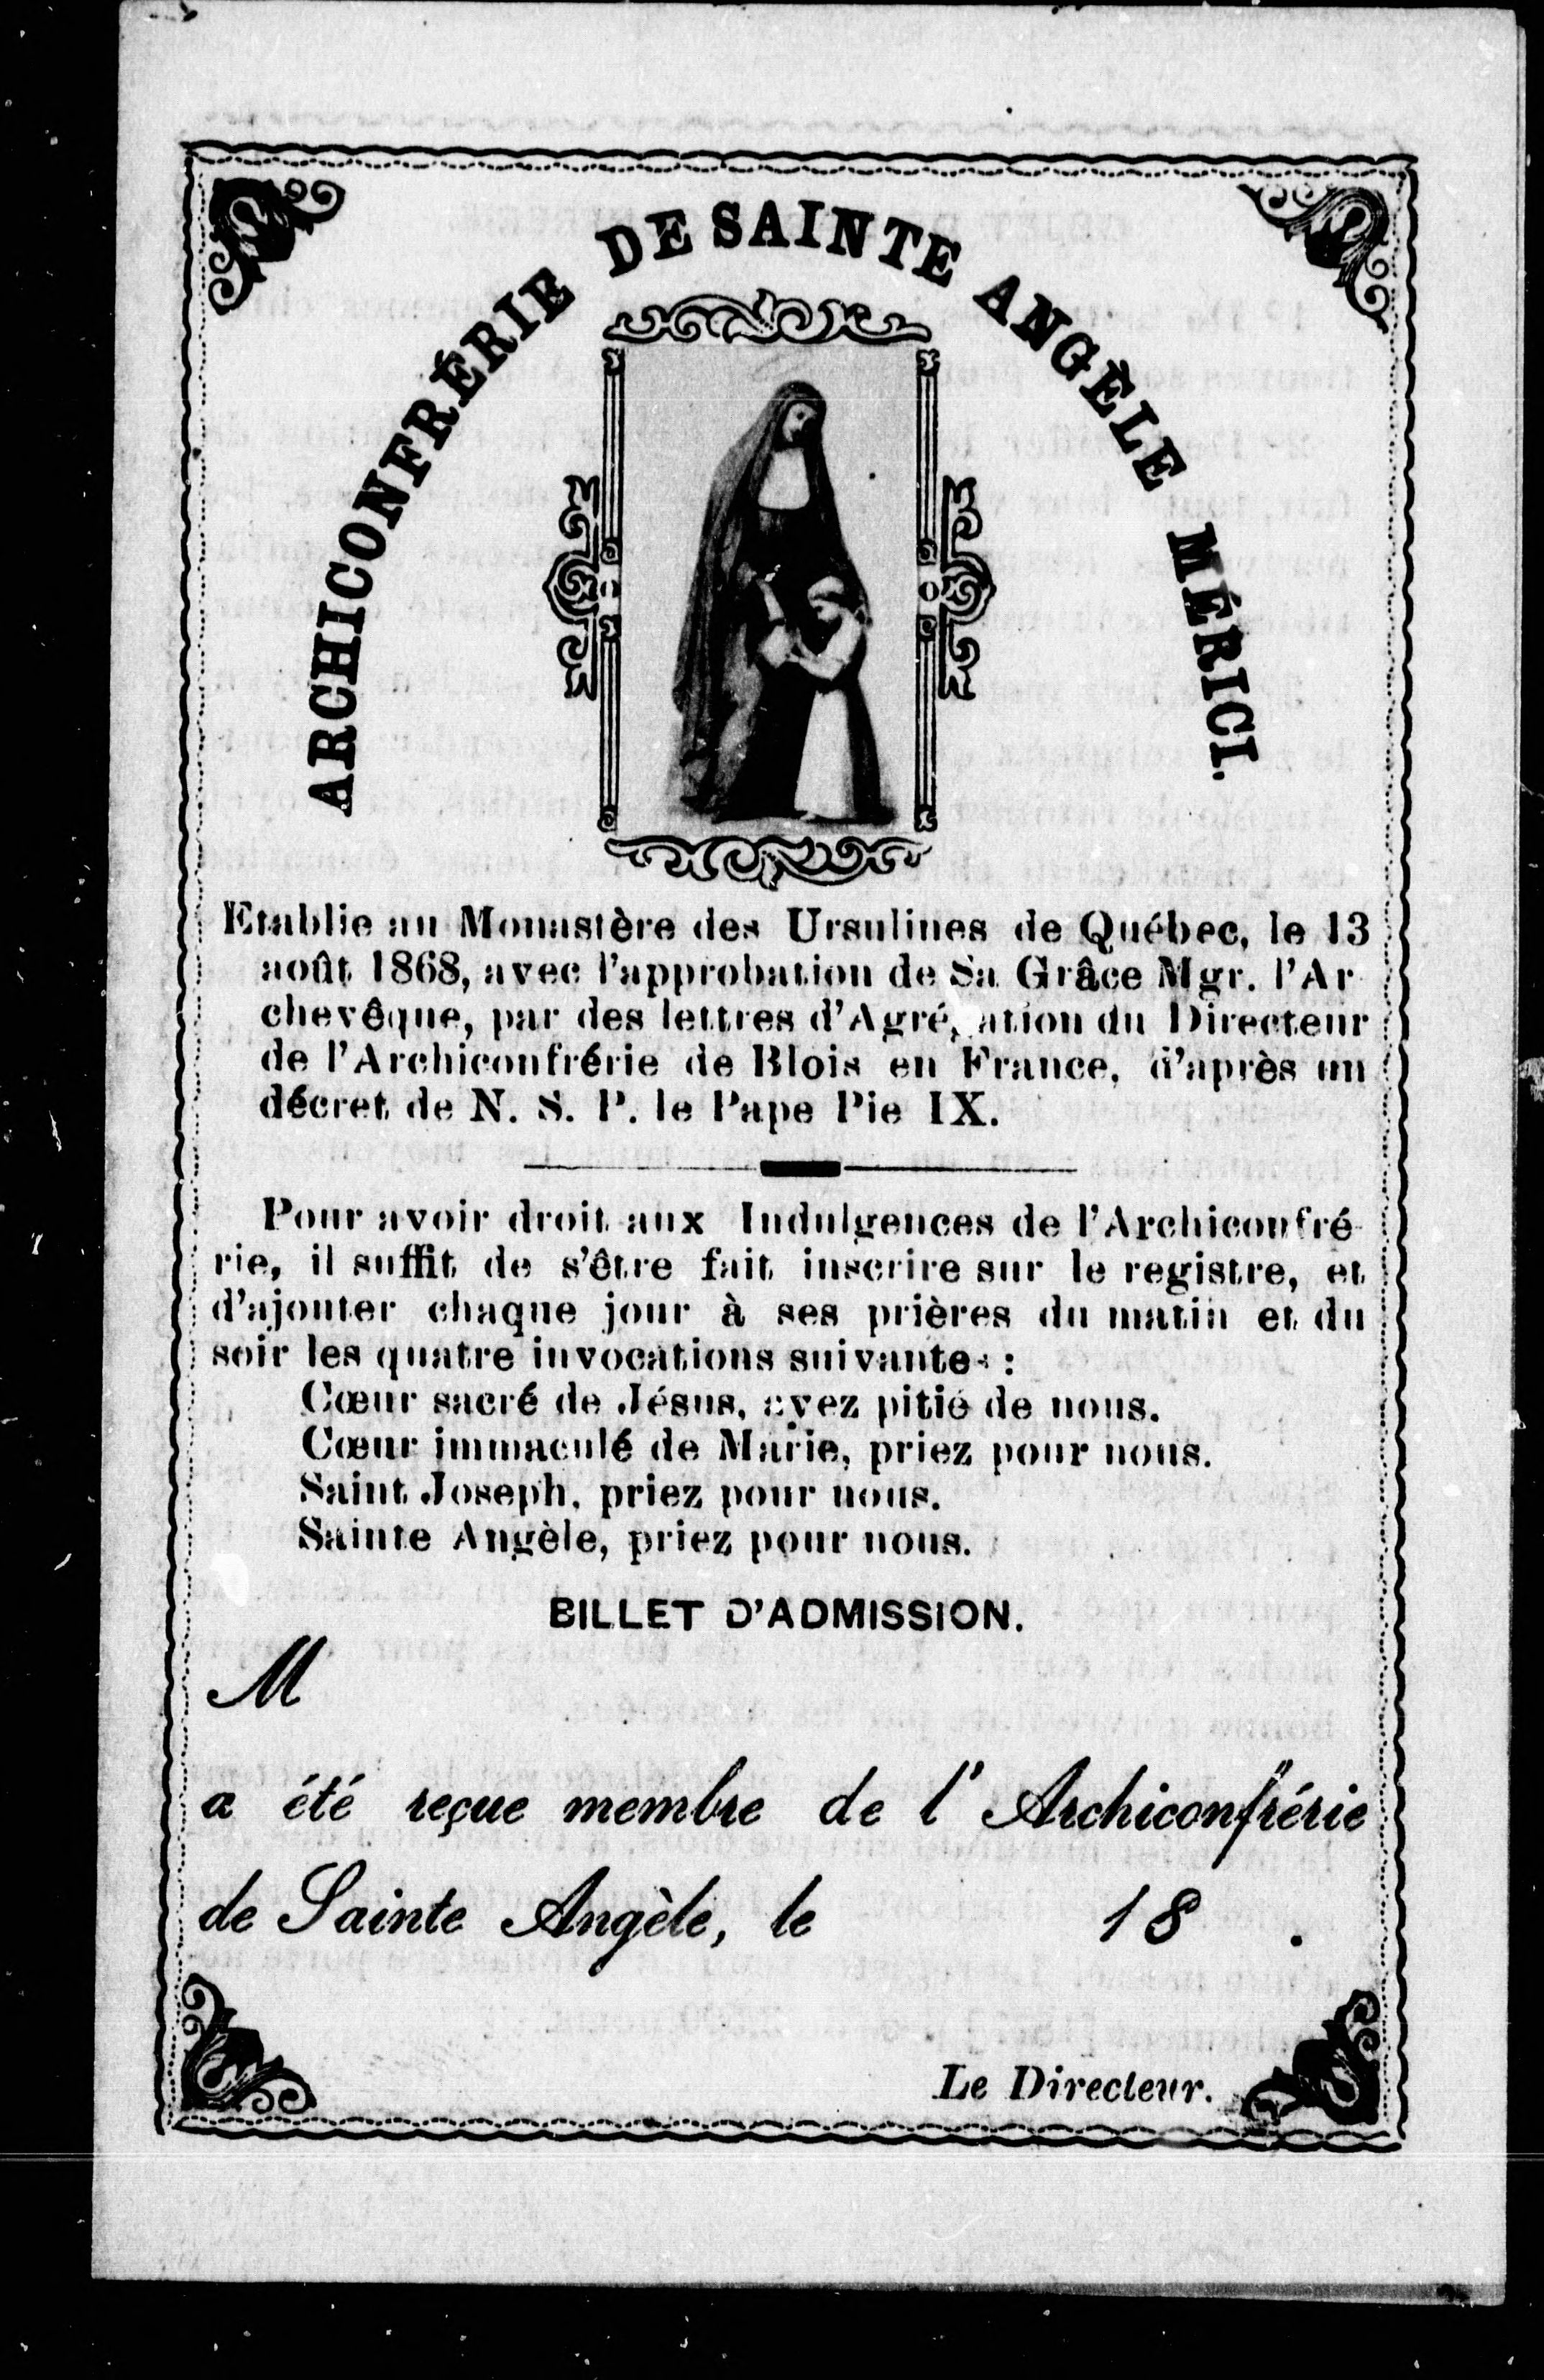 ARCHICONFRÉRIE DE SAINTE ANGÈLE MÉRICI.
Etablie au Monastère des Ursulines de Québec, le 13
août 1868, avec l'approbation de Sa Grâce Mgr. l'Ar-
chevêque, par des lettres d'Agrégation du Directeur
de l'Archiconfrérie de Blois en France, d'après un
décret de N. S. P. le Pape Pie IX.
Pour avoir droit aux Indulgences de l'Archiconfré-
rie, il suffit de s'être fait inscrire sur le registre, et
d'ajouter chaque jour à ses prières du matin et du
soir les quatre invocations suivantes :
Cœur sacré de Jésus, ayez pitié de nous.
Cœur immaculé de Marie, priez pour nous.
Saint Joseph, priez pour nous.
Sainte Angèle, priez pour nous.
BILLET D'ADMISSION.
M
a été reçue membre de l'Archiconfrérie
de Sainte Angèle, le 18 .
Le Directeur.